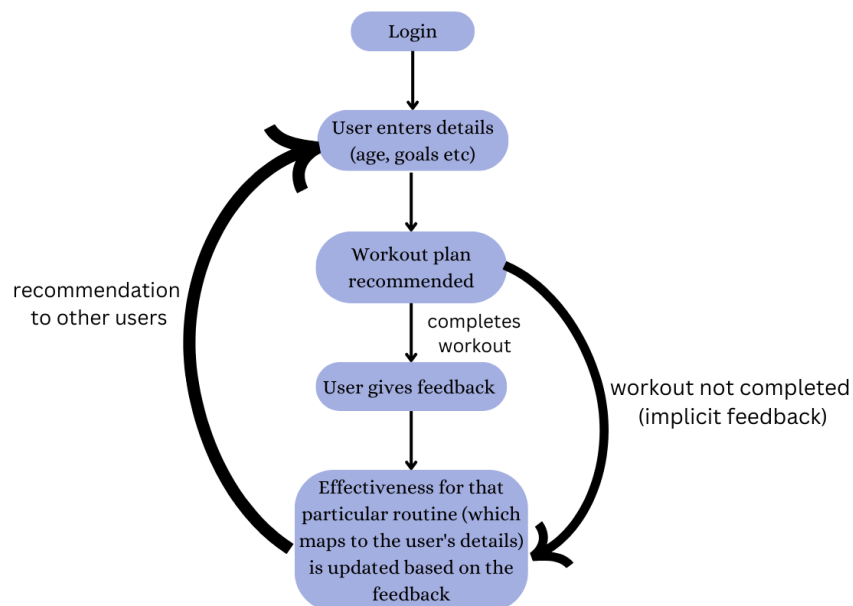 Login
User enters details
(age, goals etc)
Workout plan
recommended
recommendation
to other users
completes
workout
User gives feedback
workout not completed
(implicit feedback)
Effectiveness for that
particular routine (which
maps to the user's details)
is updated based on the
feedback